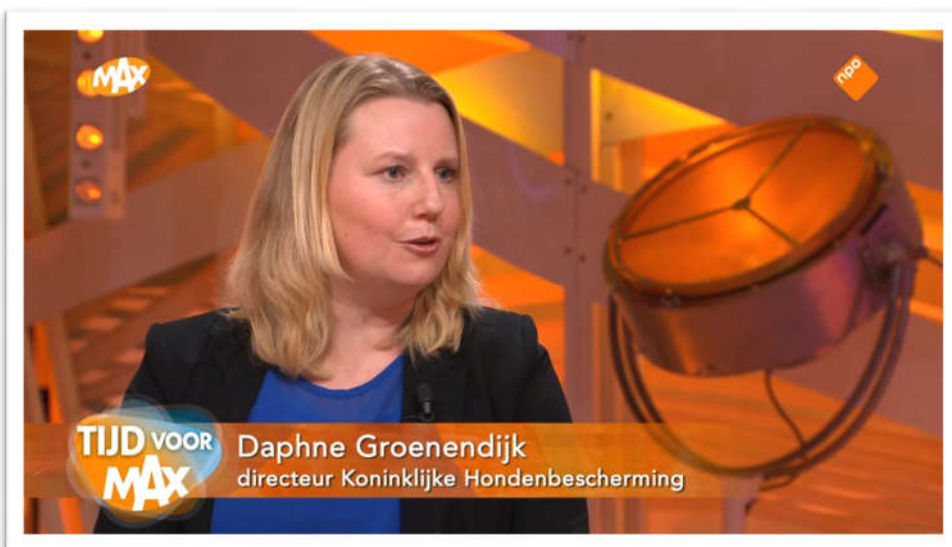 MAX
npo
TIJD VOOR
MAX
Daphne Groenendijk
directeur Koninklijke Hondenbescherming